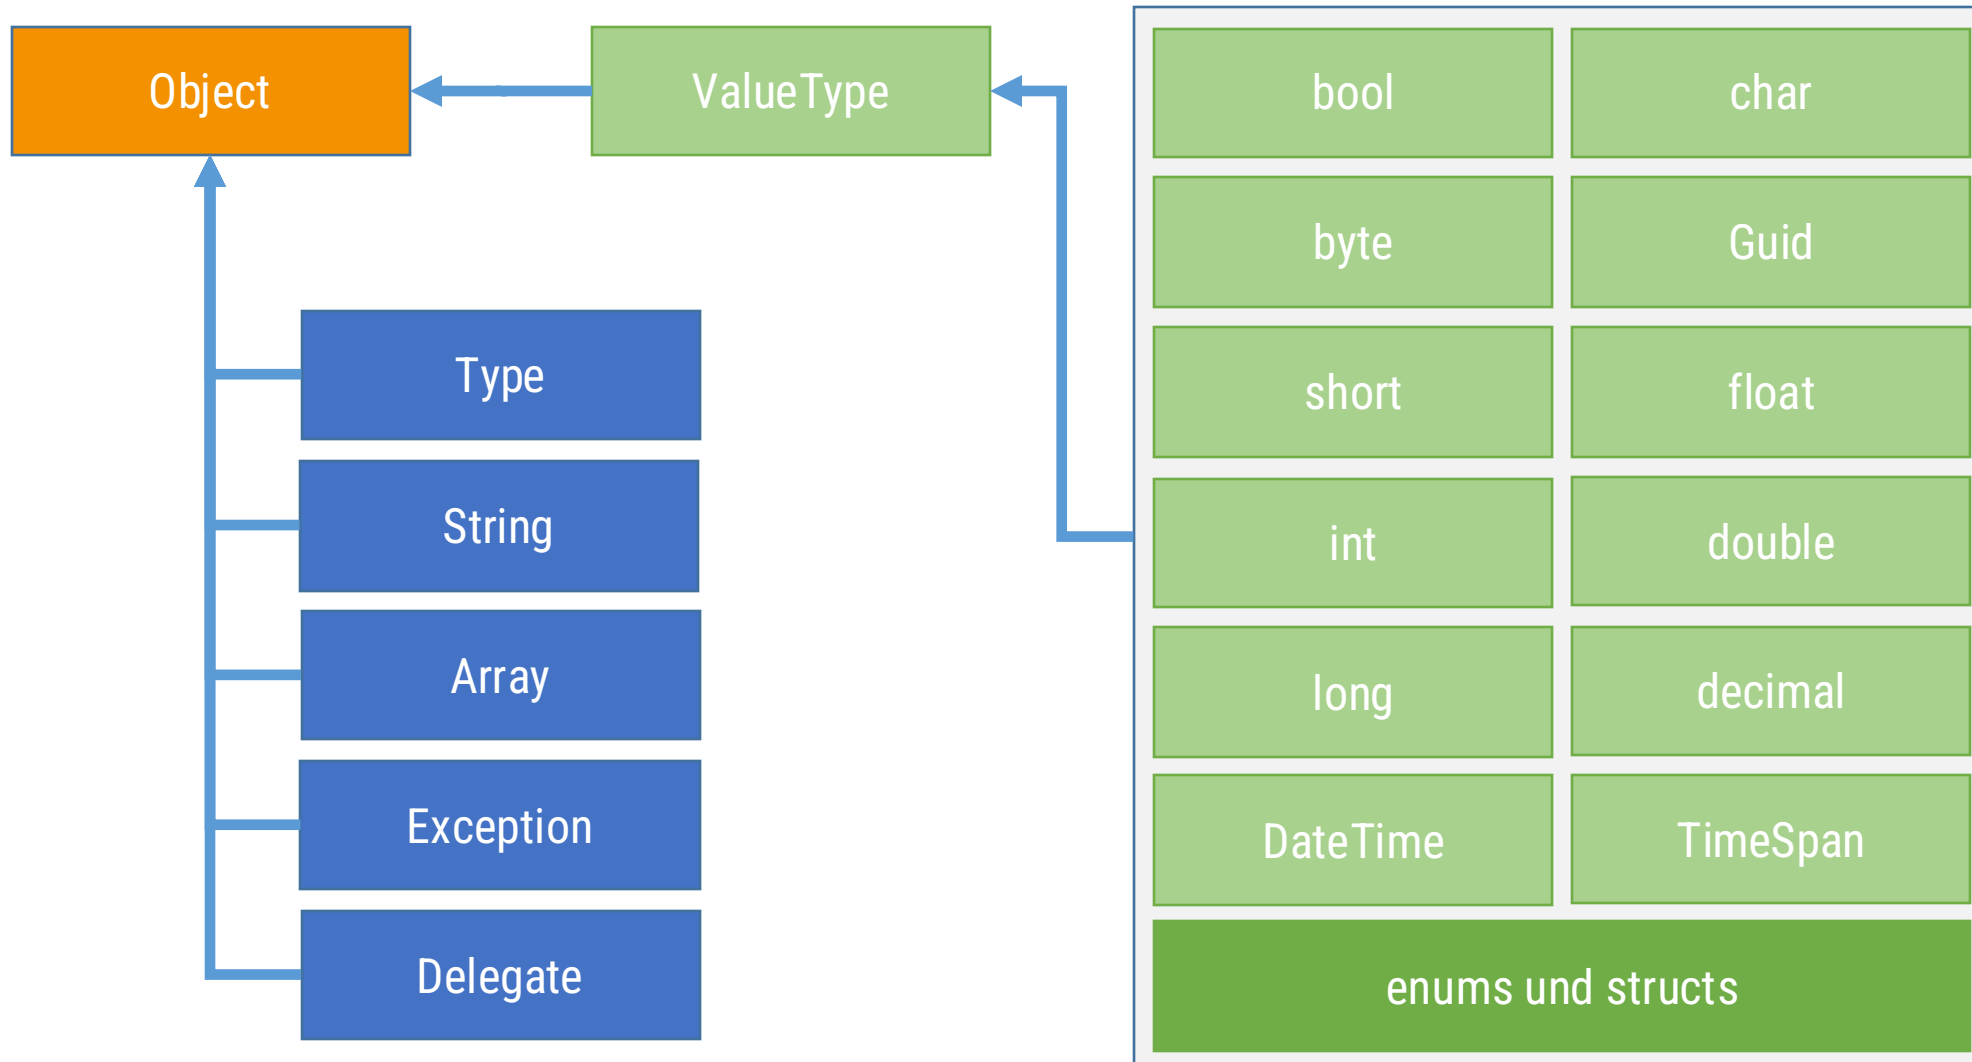 Object
ValueType
Type
String
Array
Exception
Delegate
bool
char
byte
Guid
short
float
int
double
long
decimal
DateTime
TimeSpan
enums und structs